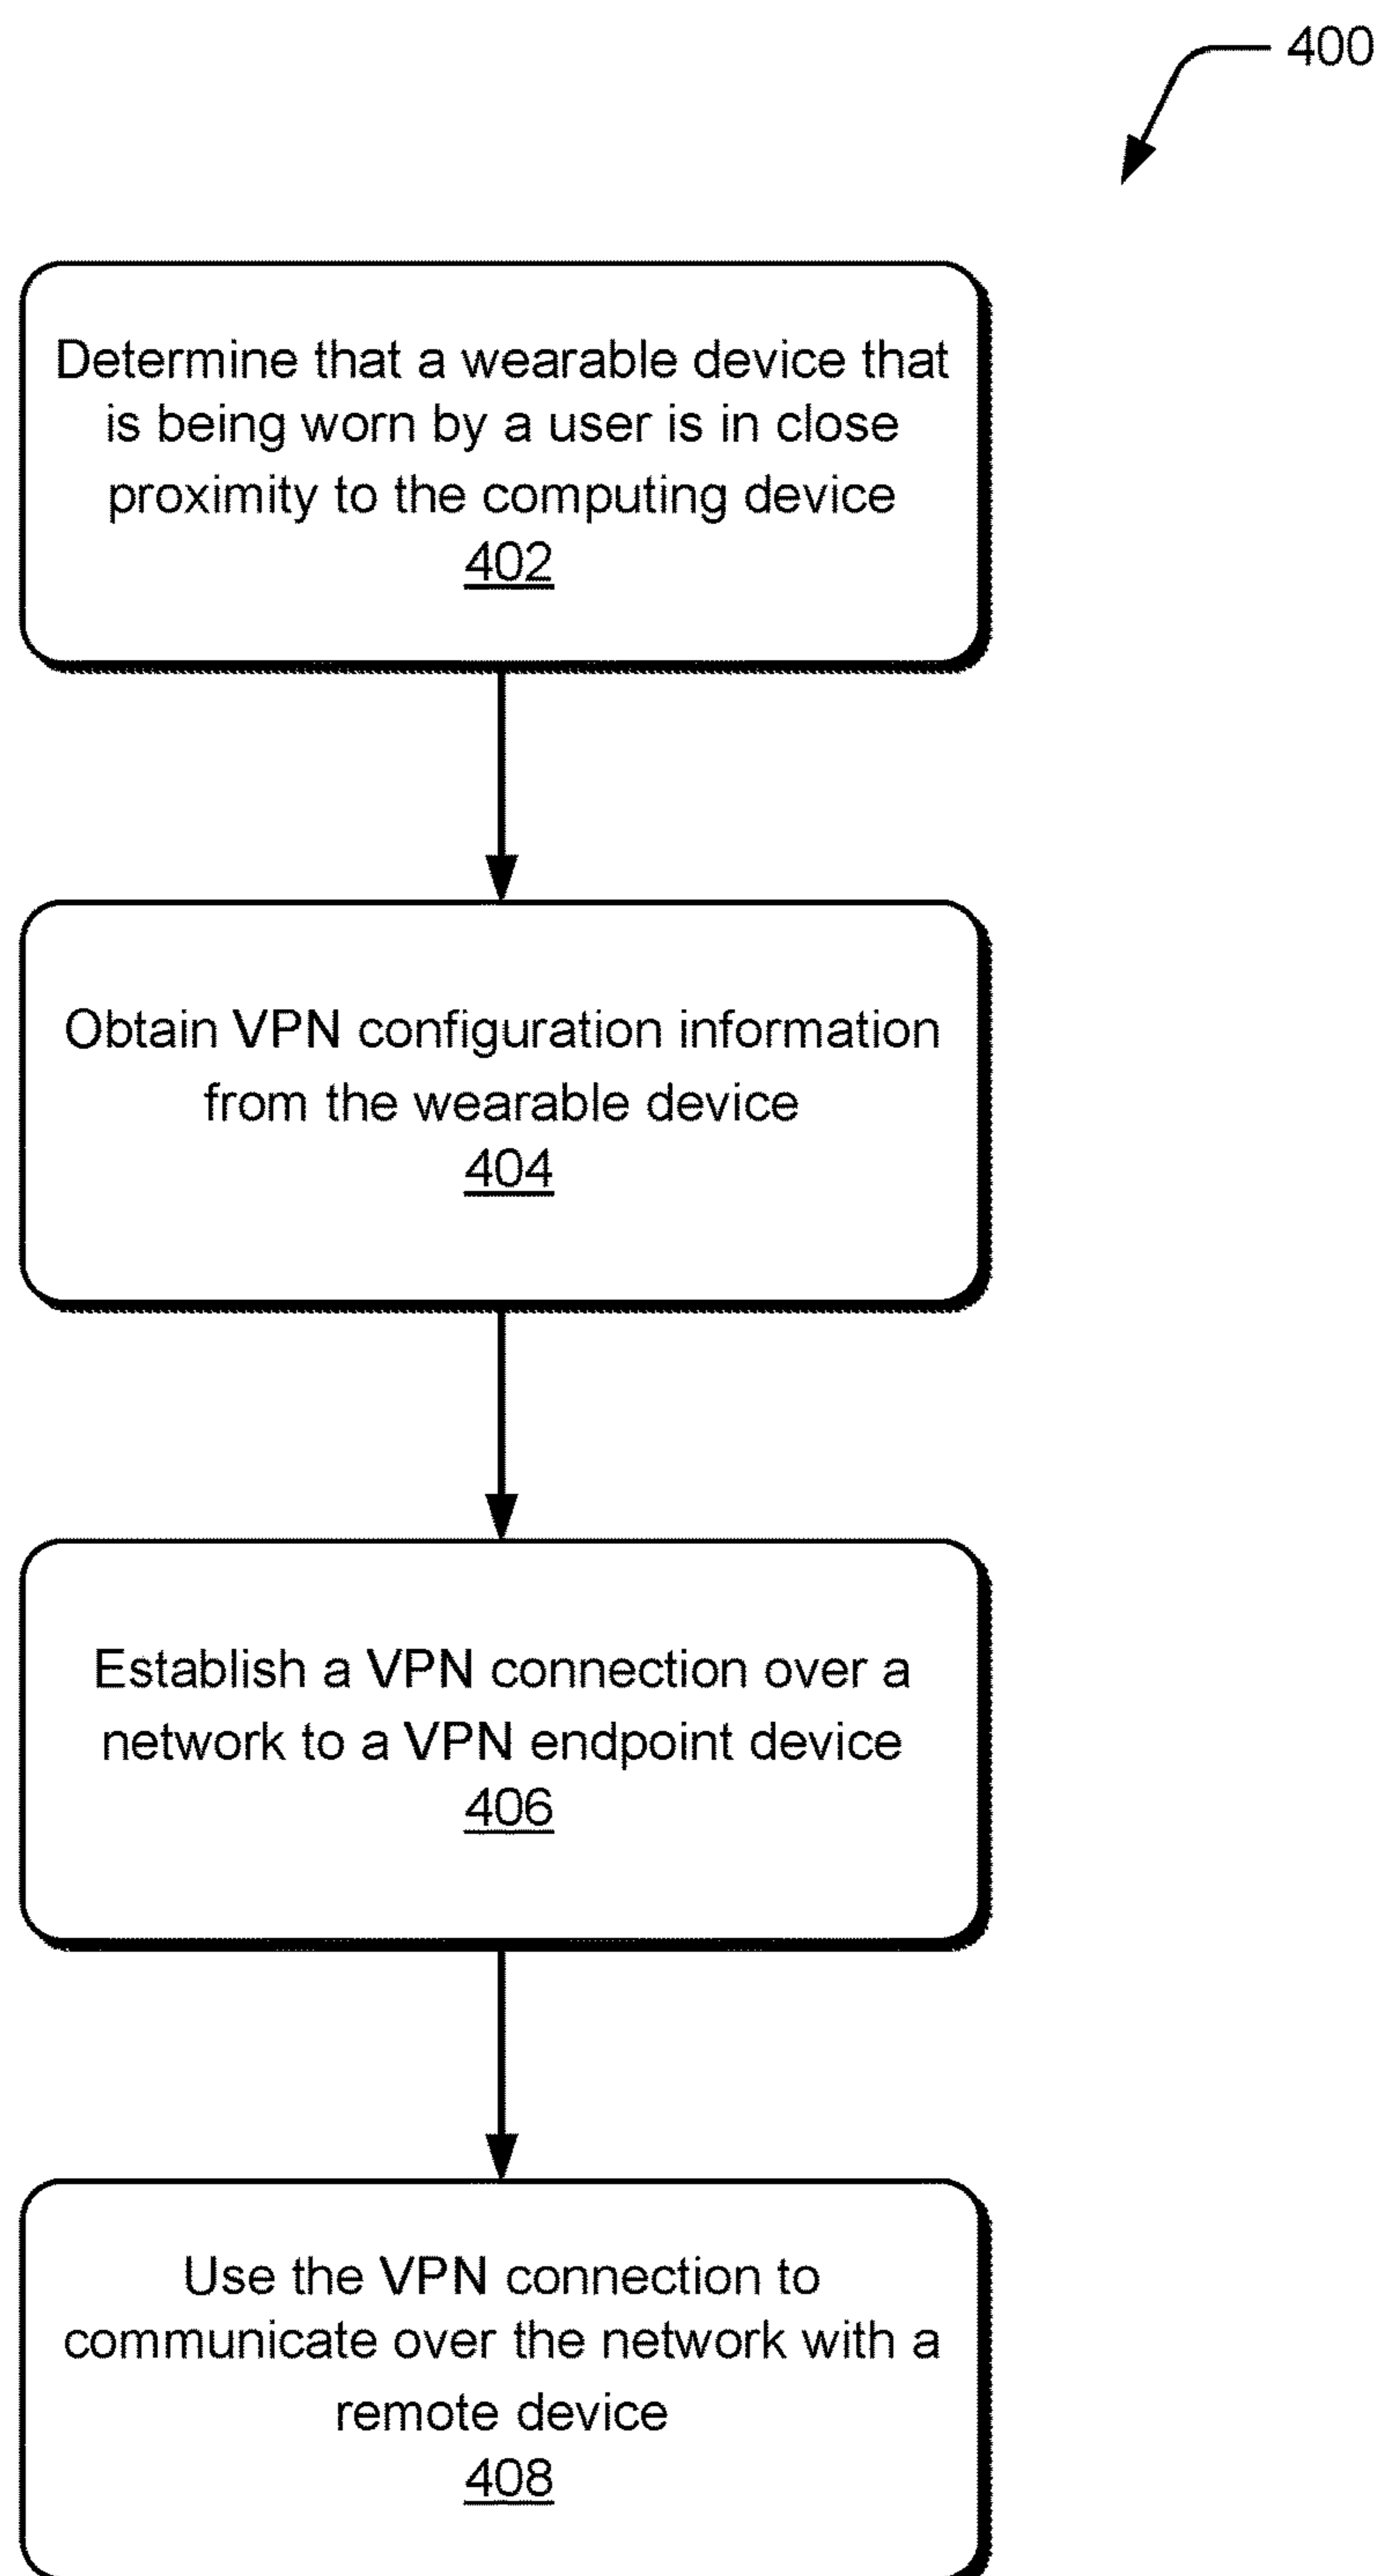 400
Determine that a wearable device that
is being worn by a user is in close
proximity to the computing device
402
Obtain VPN configuration information
from the wearable device
404
Establish a VPN connection over a
network to a VPN endpoint device
406
Use the VPN connection to
communicate over the network with a
remote device
408